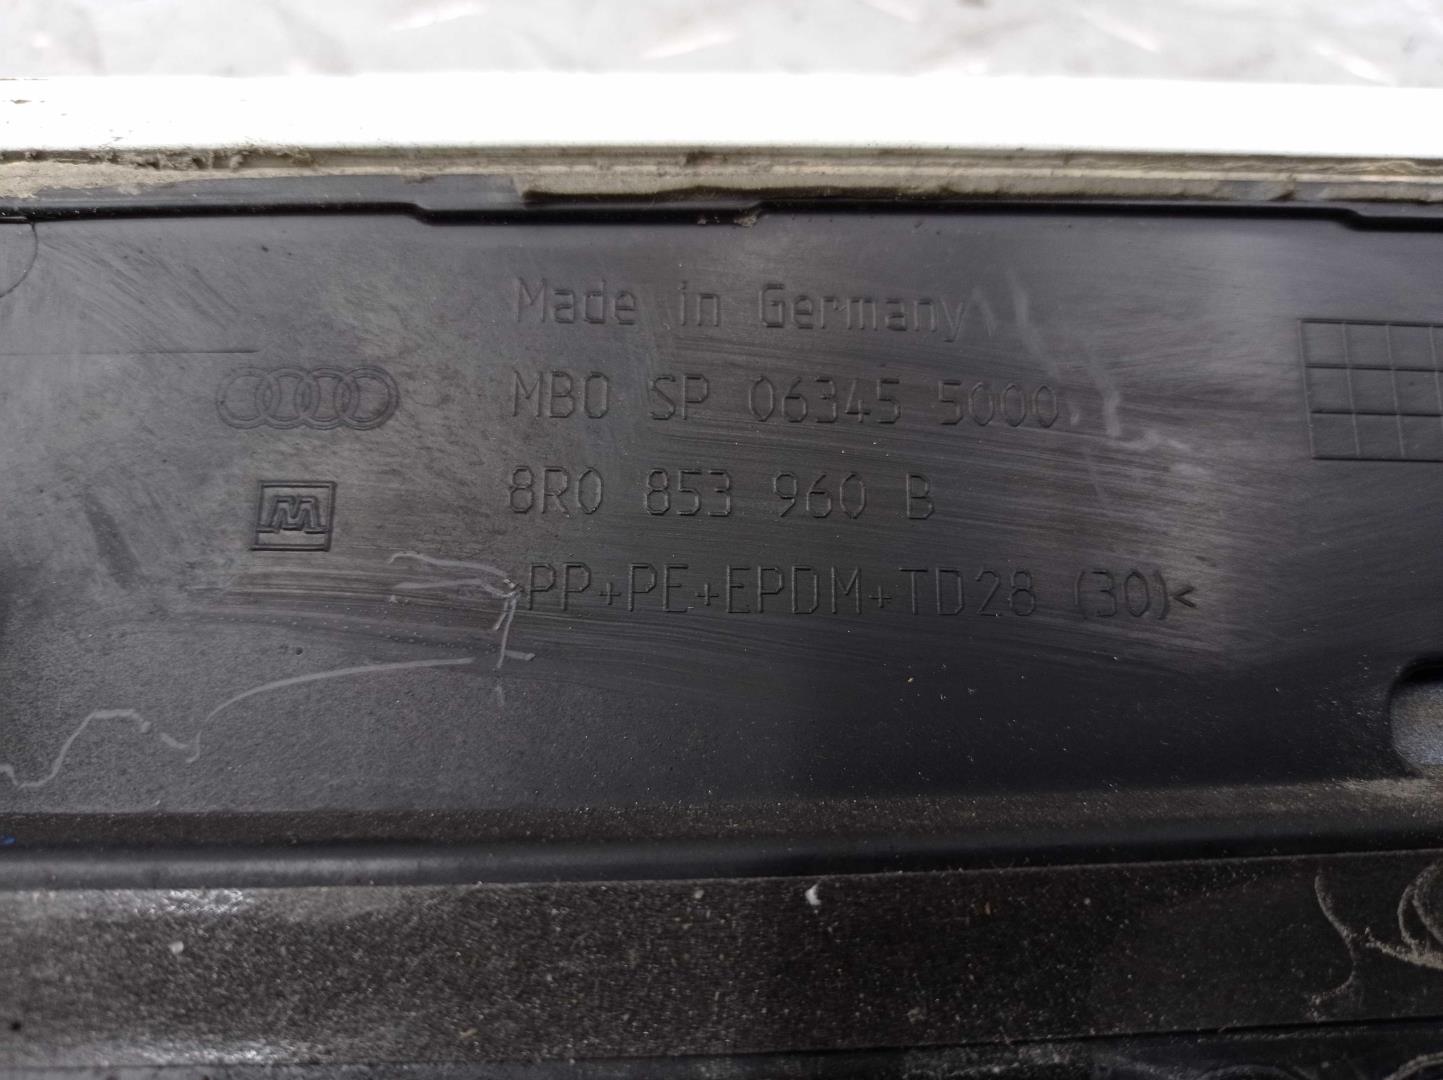 Made in Germany
MBO SP 06345 5000
8R0 853 960 B
>PP+PE+EPDM+TD28 (30)<